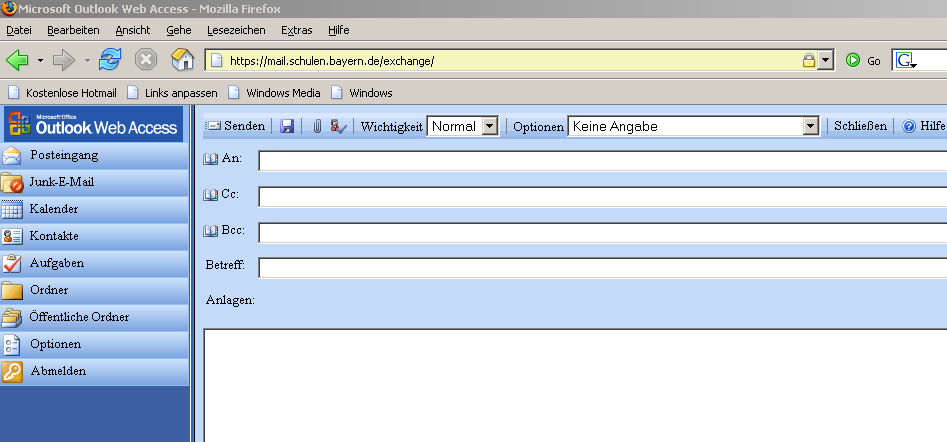 Microsoft Outlook Web Access - Mozilla Firefox
Datei Bearbeiten Ansicht Gehe Lesezeichen Extras Hilfe
https://mail.schulen.bayern.de/exchange/ Go G
Kostenlose Hotmail Links anpassen Windows Media Windows
Microsoft Office
Outlook Web Access
Senden Wichtigkeit Normal Optionen Keine Angabe Schließen Hilfe
Posteingang
Junk-E-Mail
Kalender
Kontakte
Aufgaben
Ordner
Öffentliche Ordner
Optionen
Abmelden
An:
Cc:
Bcc:
Betreff:
Anlagen: